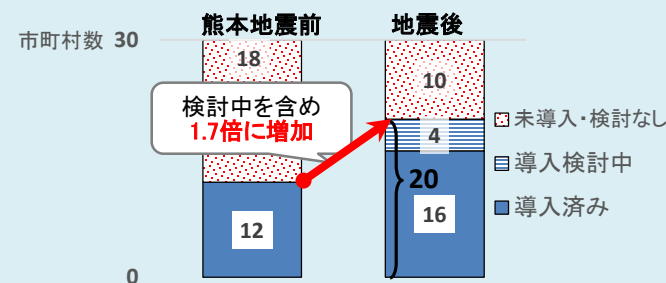 熊本地震前
地震後
市町村数 30
18
10
検討中を含め
1.7倍に増加
未導入・検討なし
4
導入検討中
20
導入済み
16
12
0